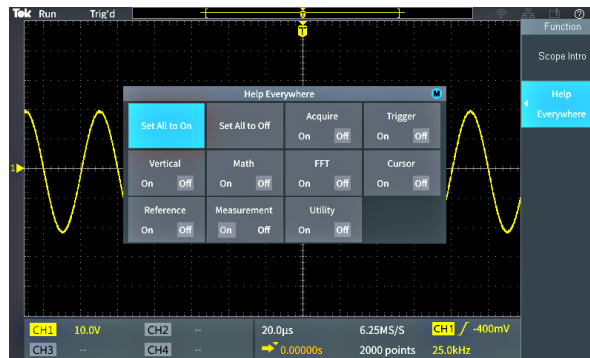 Tek Run Trig'd
T
Function
Scope Intro
Help
Everywhere
Help Everywhere M
Set All to On
Set All to Off
Acquire
On Off
Trigger
On Off
Vertical
On Off
Math
On Off
FFT
On Off
Cursor
On Off
Reference
On Off
Measurement
On Off
Utility
On Off
1
CH1 10.0V CH2 -- 20.0µs 6.25MS/S CH1 -400mV
CH3 -- CH4 -- 0.00000s 2000 points 25.0kHz